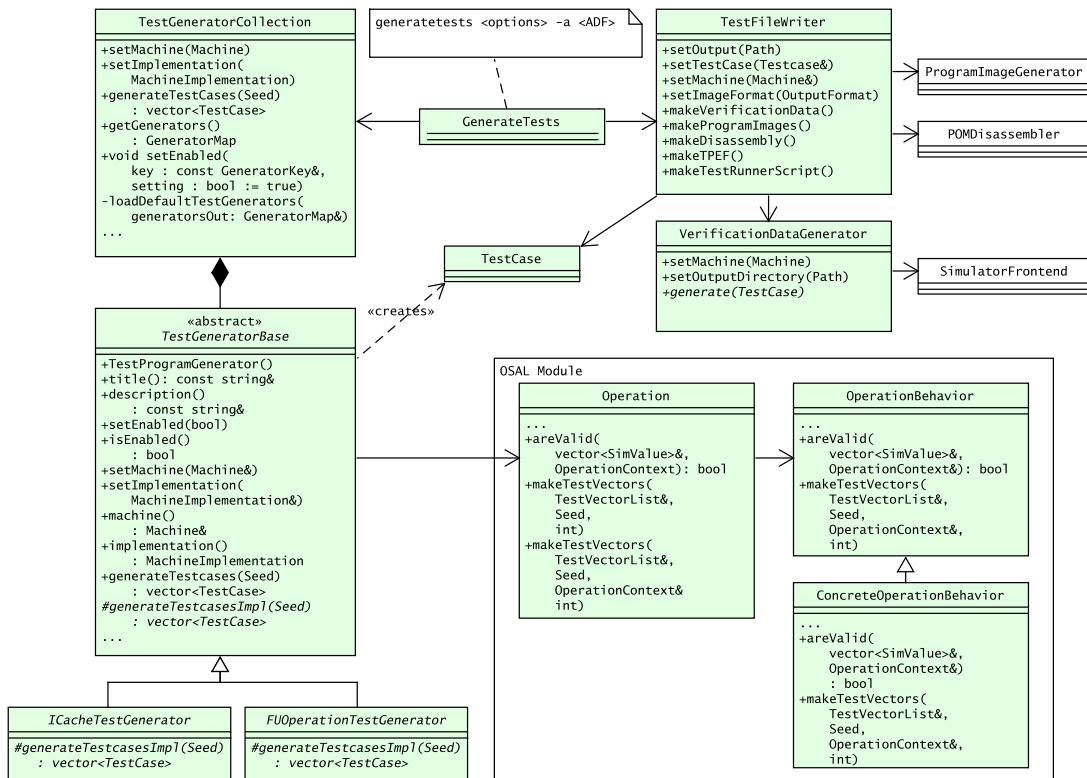 TestGeneratorCollection
+setMachine(Machine)
+setImplementation(
MachineImplementation)
+generateTestCases(Seed)
: vector<TestCase>
+getGenerators()
: GeneratorMap
+void setEnabled(
key : const GeneratorKey&,
setting : bool := true)
-loadDefaultTestGenerators(
generatorsOut: GeneratorMap&)
...
generatetests <options> -a <ADF>
GenerateTests
TestFileWriter
+setOutput(Path)
+setTestCase(Testcase&)
+setMachine(Machine&)
+setImageFormat(OutputFormat)
+makeVerificationData()
+makeProgramImages()
+makeDisassembly()
+makeTPEF()
+makeTestRunnerScript()
ProgramImageGenerator
POMDisassembler
TestCase
VerificationDataGenerator
+setMachine(Machine)
+setOutputDirectory(Path)
+generate(TestCase)
SimulatorFrontend
«creates»
«abstract»
TestGeneratorBase
+TestProgramGenerator()
+title(): const string&
+description()
: const string&
+setEnabled(bool)
+isEnabled()
: bool
+setMachine(Machine&)
+setImplementation(
MachineImplementation&)
+machine()
: Machine&
+implementation()
: MachineImplementation
+generateTestcases(Seed)
: vector<TestCase>
#generateTestcasesImpl(Seed)
: vector<TestCase>
...
OSAL Module
Operation
...
+areValid(
vector<SimValue>&,
OperationContext): bool
+makeTestVectors(
TestVectorList&,
Seed,
int)
+makeTestVectors(
TestVectorList&,
Seed,
OperationContext&
int)
OperationBehavior
...
+areValid(
vector<SimValue>&,
OperationContext&): bool
+makeTestVectors(
TestVectorList&,
Seed,
OperationContext&,
int)
ConcreteOperationBehavior
...
+areValid(
vector<SimValue>&,
OperationContext&)
: bool
+makeTestVectors(
TestVectorList&,
Seed,
OperationContext&,
int)
ICacheTestGenerator
#generateTestcasesImpl(Seed)
: vector<TestCase>
FUOperationTestGenerator
#generateTestcasesImpl(Seed)
: vector<TestCase>